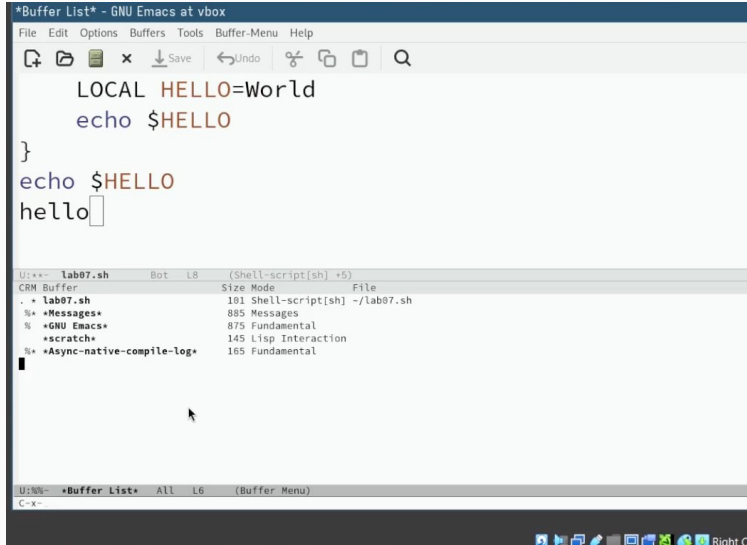 *Buffer List* - GNU Emacs at vbox
File Edit Options Buffers Tools Buffer-Menu Help
Save Undo
LOCAL HELLO=World
echo $HELLO
}
echo $HELLO
hello
U:**- lab07.sh Bot L8 (Shell-script[sh] +5)
CRM Buffer Size Mode File
. * lab07.sh 101 Shell-script[sh] ~/lab07.sh
%* *Messages* 885 Messages
% *GNU Emacs* 875 Fundamental
*scratch* 145 Lisp Interaction
%* *Async-native-compile-log* 165 Fundamental
U:%%- *Buffer List* All L6 (Buffer Menu)
C-x-
Right C